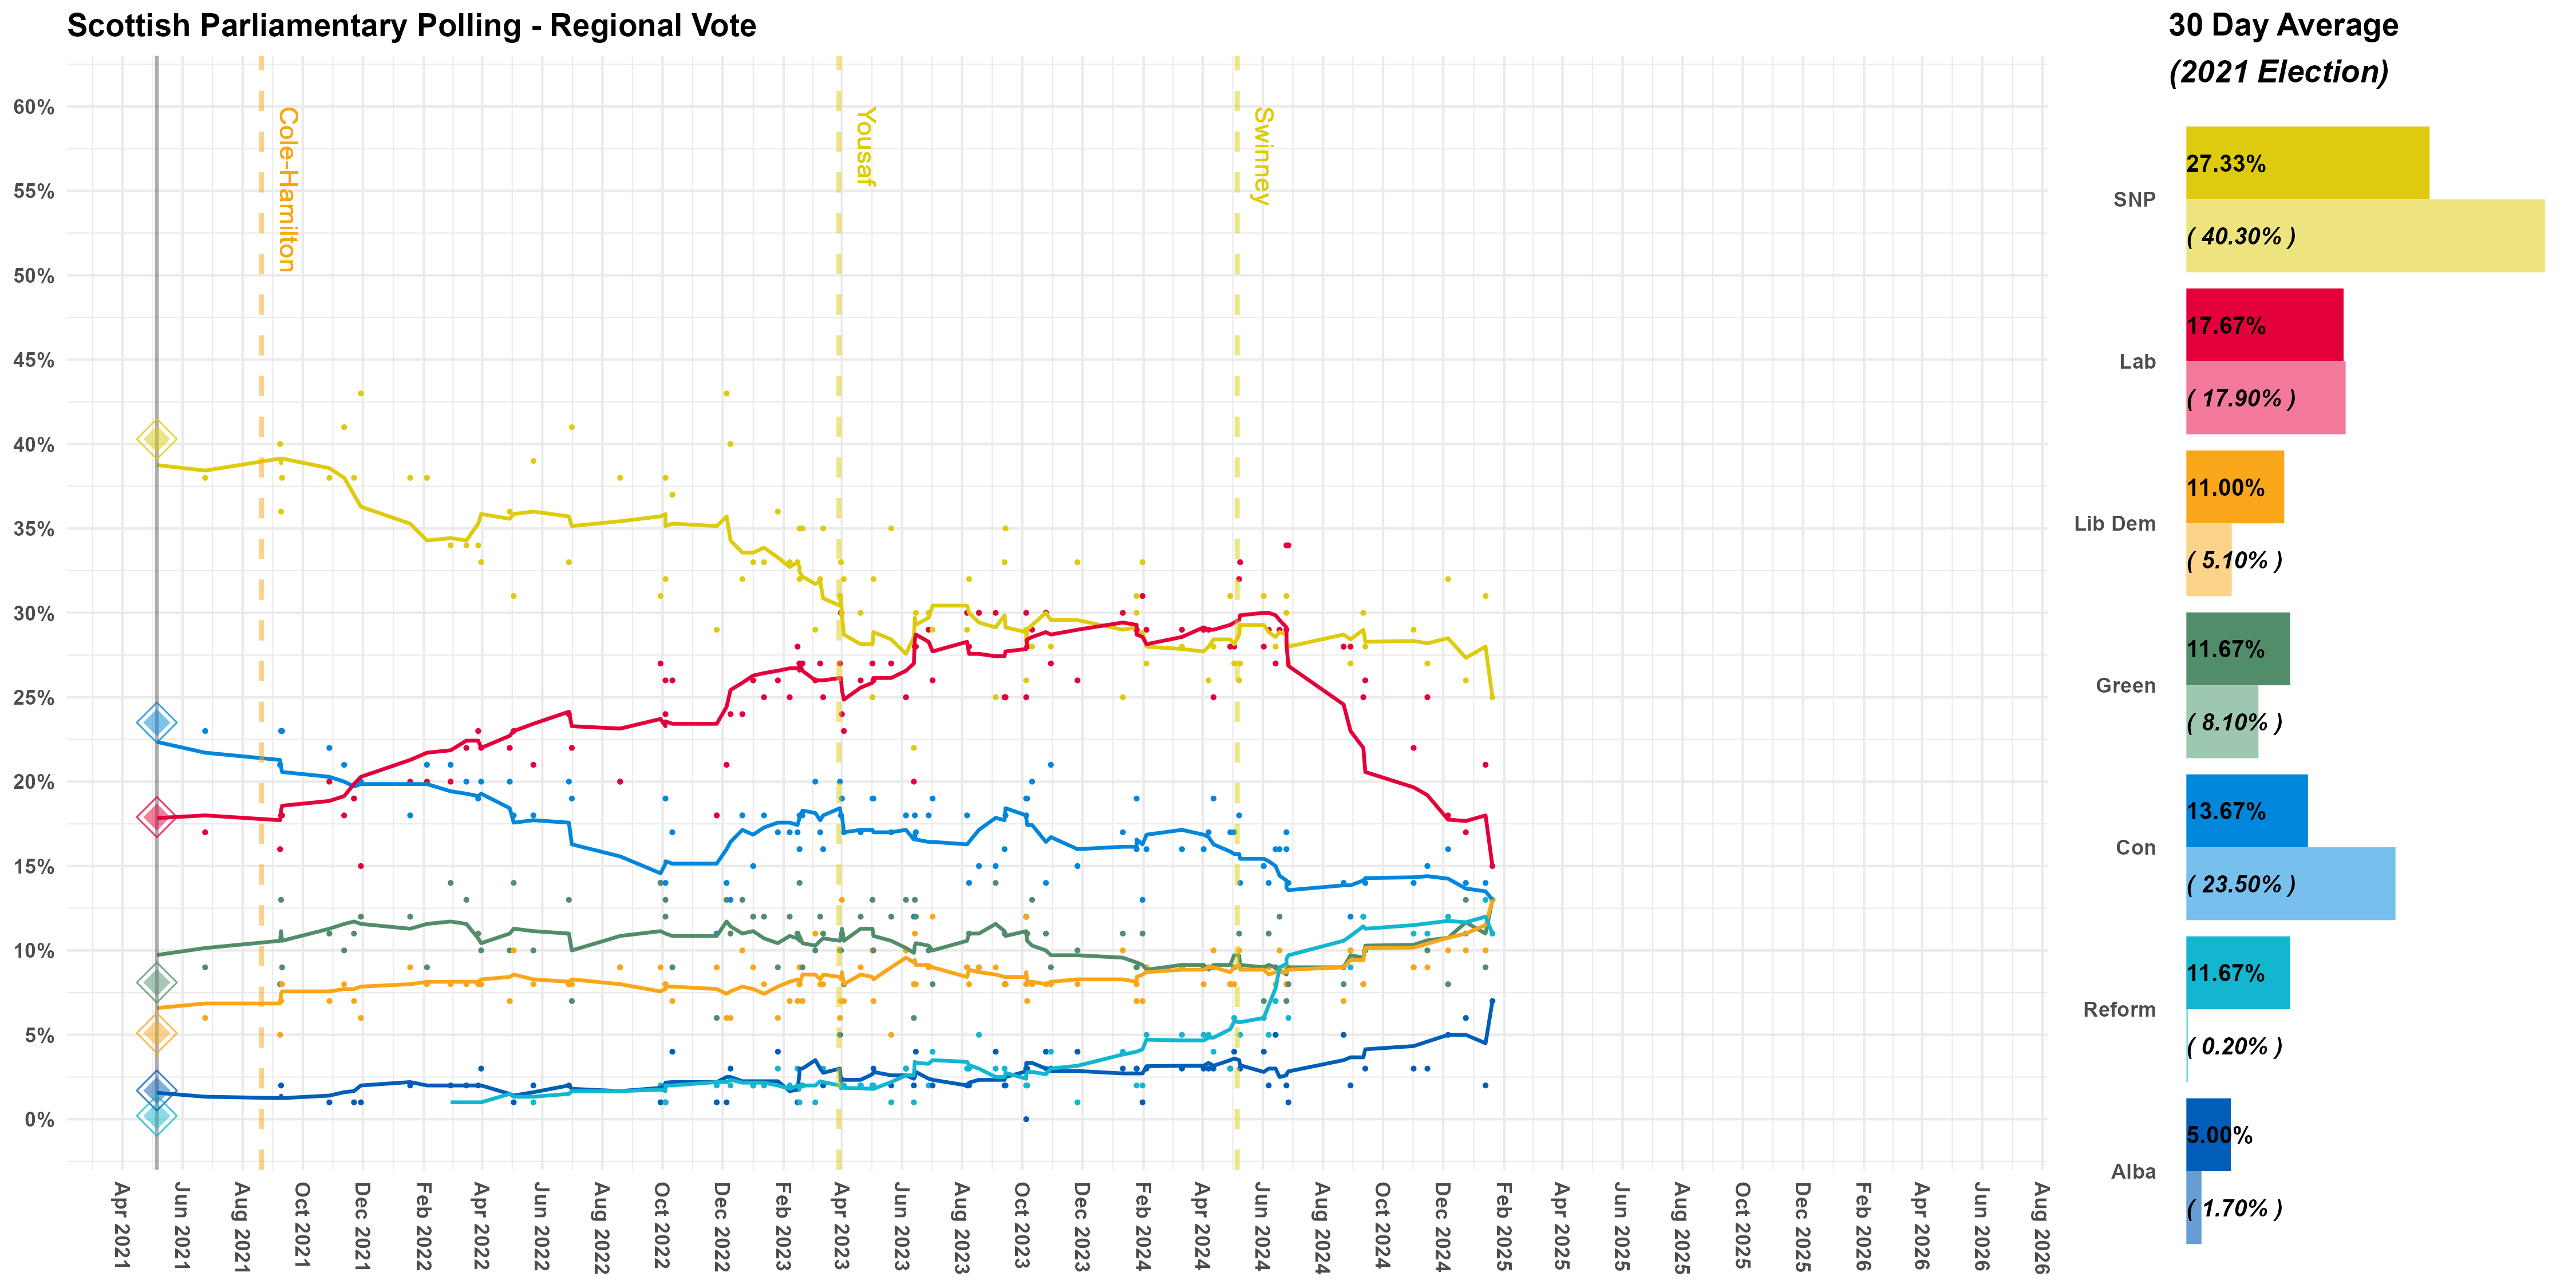 Scottish Parliamentary Polling - Regional Vote
30 Day Average
(2021 Election)
Cole-Hamilton
Yousaf
Swinney
60%
55%
50%
45%
40%
35%
30%
25%
20%
15%
10%
5%
0%
Apr 2021
Jun 2021
Aug 2021
Oct 2021
Dec 2021
Feb 2022
Apr 2022
Jun 2022
Aug 2022
Oct 2022
Dec 2022
Feb 2023
Apr 2023
Jun 2023
Aug 2023
Oct 2023
Dec 2023
Feb 2024
Apr 2024
Jun 2024
Aug 2024
Oct 2024
Dec 2024
Feb 2025
Apr 2025
Jun 2025
Aug 2025
Oct 2025
Dec 2025
Feb 2026
Apr 2026
Jun 2026
Aug 2026
SNP
27.33%
( 40.30% )
Lab
17.67%
( 17.90% )
Lib Dem
11.00%
( 5.10% )
Green
11.67%
( 8.10% )
Con
13.67%
( 23.50% )
Reform
11.67%
( 0.20% )
Alba
5.00%
( 1.70% )